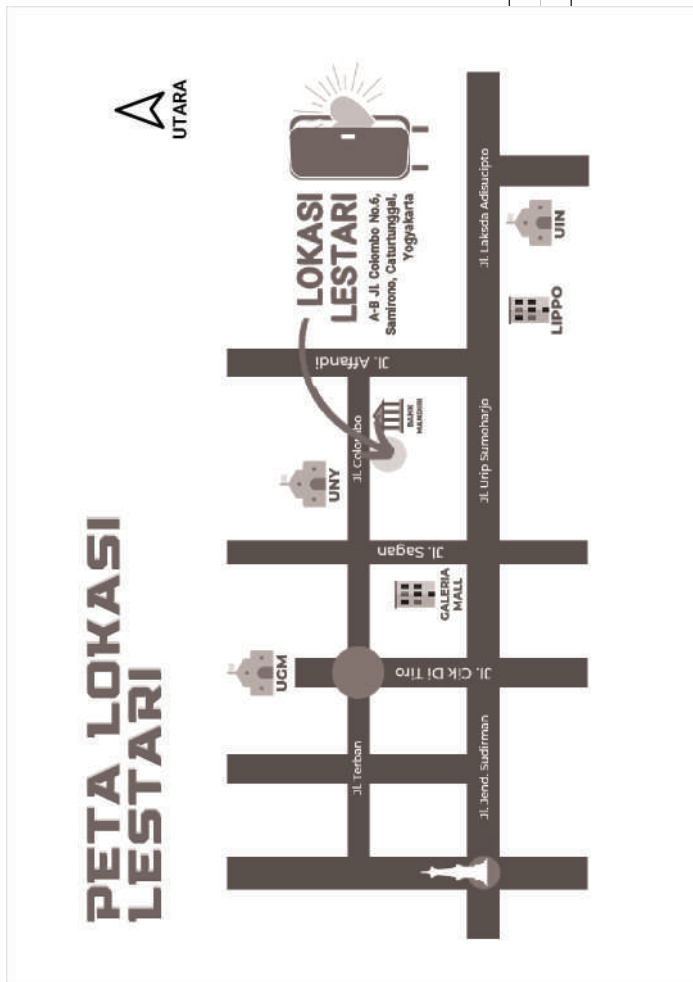 PETA LOKASI
LESTARI
UTARA
LOKASI
LESTARI
A-B Jl. Colombo No.6,
Samirono, Caturtunggal,
Yogyakarta
UGM
UNY
Jl. Terban
Jl. Colombo
Jl. Cik Di Tiro
Jl. Sagan
Jl. Affandi
BANK
MANDIRI
GALERIA
MALL
Jl. Jend. Sudirman
Jl. Urip Sumoharjo
Jl. Laksda Adisucipto
LIPPO
UIN